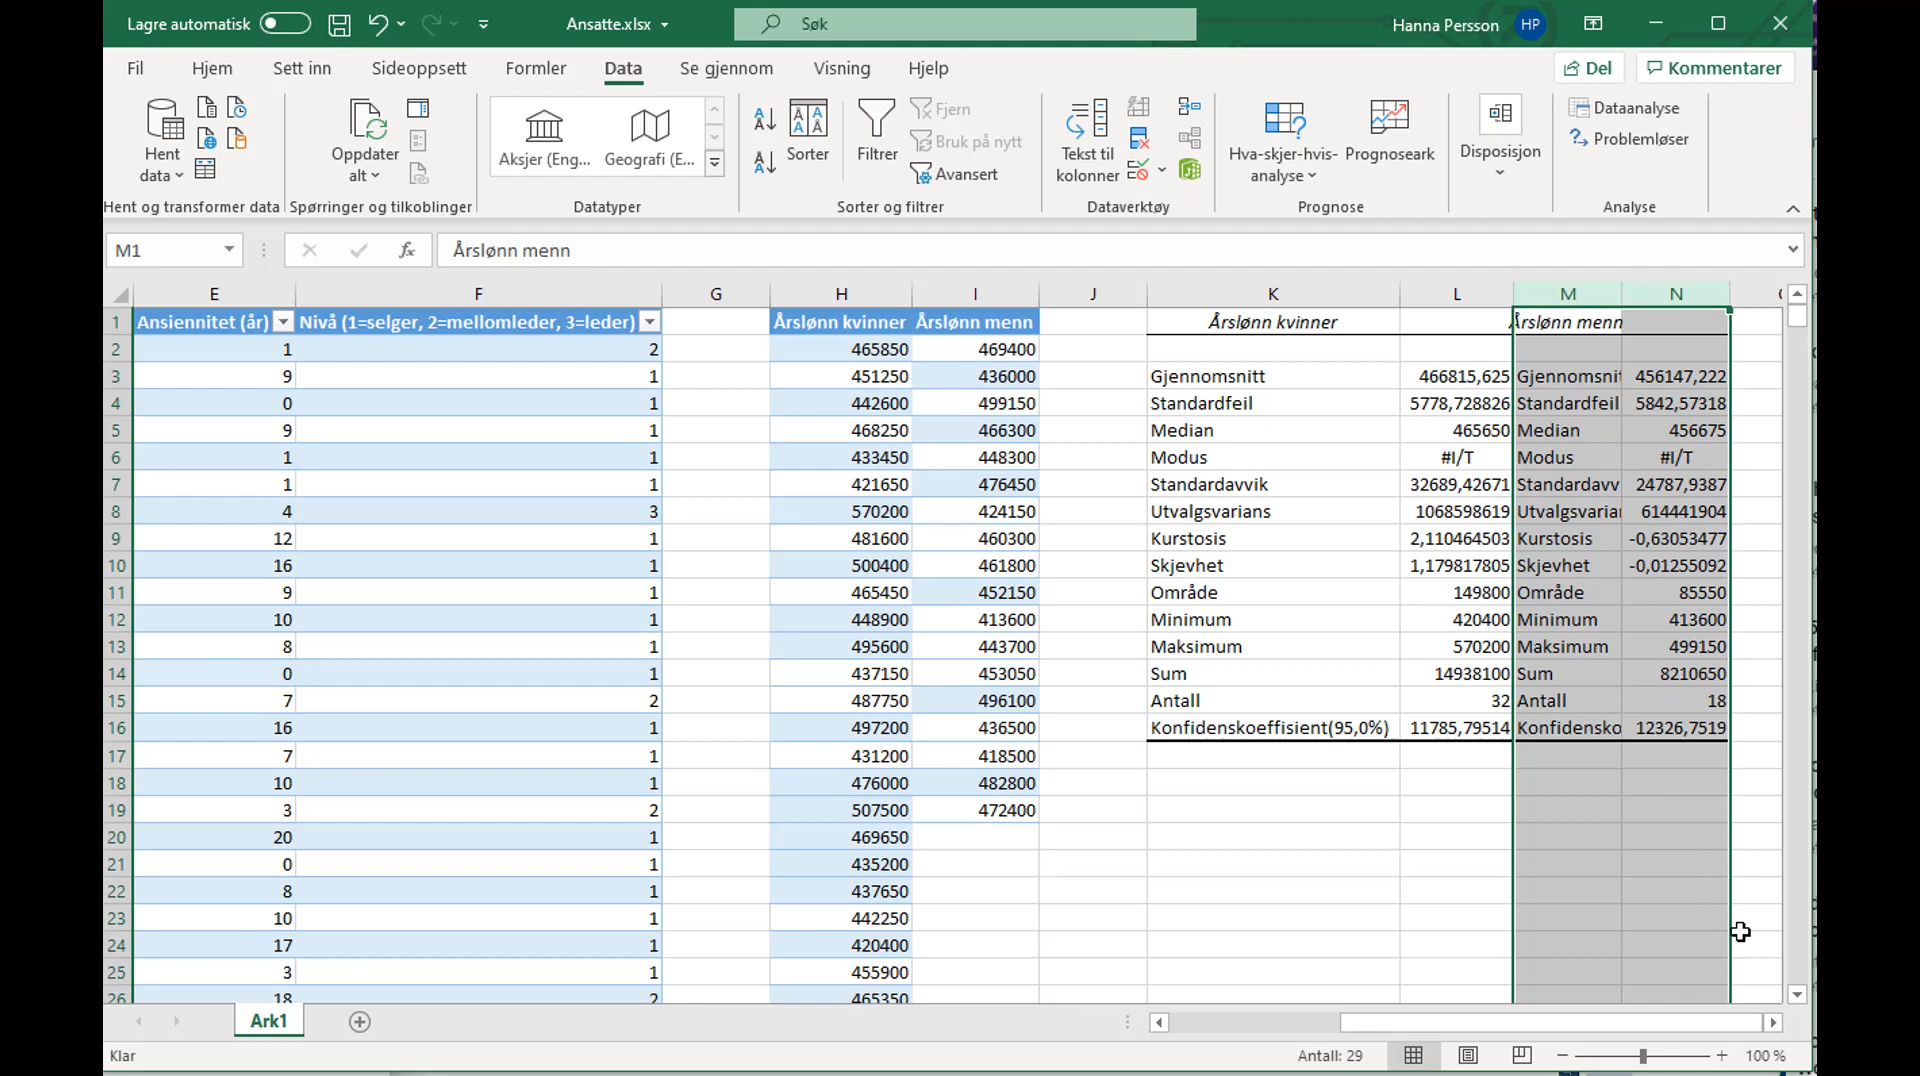 Lagre automatisk Ansatte.xlsx Søk Hanna Persson HP
Fil Hjem Sett inn Sideoppsett Formler Data Se gjennom Visning Hjelp Del Kommentarer
Hent data
Hent og transformer data
Oppdater alt
Spørringer og tilkoblinger
Aksjer (Eng... Geografi (E...
Datatyper
Sorter
Filtrer
Fjern
Bruk på nytt
Avansert
Sorter og filtrer
Tekst til kolonner
Dataverktøy
Hva-skjer-hvis-analyse
Prognoseark
Prognose
Disposijon
Dataanalyse
Problemløser
Analyse
M1 fx Årslønn menn
E F G H I J K L M N
1 Ansiennitet (år) Nivå (1=selger, 2=mellomleder, 3=leder) Årslønn kvinner Årslønn menn Årslønn kvinner Årslønn menn
2 1 2 465850 469400
3 9 1 451250 436000 Gjennomsnitt 466815,625 Gjennomsnit 456147,222
4 0 1 442600 499150 Standardfeil 5778,728826 Standardfeil 5842,57318
5 9 1 468250 466300 Median 465650 Median 456675
6 1 1 433450 448300 Modus #I/T Modus #I/T
7 1 1 421650 476450 Standardavvik 32689,42671 Standardavv 24787,9387
8 4 3 570200 424150 Utvalgsvarians 1068598619 Utvalgsvarian 614441904
9 12 1 481600 460300 Kurstosis 2,110464503 Kurstosis -0,63053477
10 16 1 500400 461800 Skjevhet 1,179817805 Skjevhet -0,01255092
11 9 1 465450 452150 Område 149800 Område 85550
12 10 1 448900 413600 Minimum 420400 Minimum 413600
13 8 1 495600 443700 Maksimum 570200 Maksimum 499150
14 0 1 437150 453050 Sum 14938100 Sum 8210650
15 7 2 487750 496100 Antall 32 Antall 18
16 16 1 497200 436500 Konfidenskoeffisient(95,0%) 11785,79514 Konfidensko 12326,7519
17 7 1 431200 418500
18 10 1 476000 482800
19 3 2 507500 472400
20 20 1 469650
21 0 1 435200
22 8 1 437650
23 10 1 442250
24 17 1 420400
25 3 1 455900
26 18 2 465350
Ark1
Klar Antall: 29 100 %